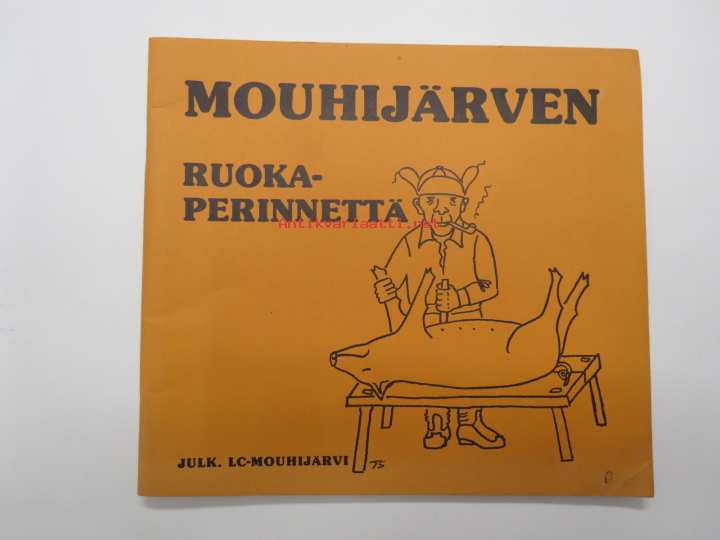 MOUHIJÄRVEN
RUOKA-
PERINNETTÄ
Antikvariaatti.net
JULK. LC-MOUHIJÄRVI
TS